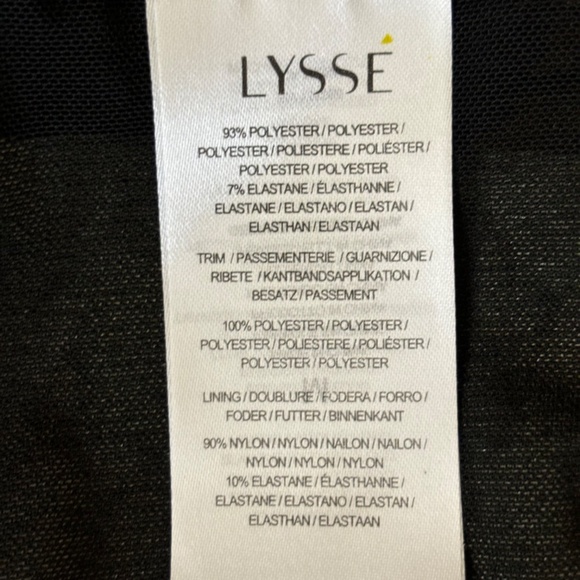 LYSSÉ
93% POLYESTER / POLYESTER /
POLYESTER / POLIESTERE / POLIÉSTER /
POLYESTER / POLYESTER
7% ELASTANE / ÉLASTHANNE /
ELASTANE / ELASTANO / ELASTAN /
ELASTHAN / ELASTAAN
TRIM / PASSEMENTERIE / GUARNIZIONE /
RIBETE / KANTBANDSAPPLIKATION /
BESATZ / PASSEMENT
100% POLYESTER / POLYESTER /
POLYESTER / POLIESTERE / POLIÉSTER /
POLYESTER / POLYESTER
LINING / DOUBLURE / FODERA / FORRO /
FODER / FUTTER / BINNENKANT
90% NYLON / NYLON / NAILON / NAILON /
NYLON / NYLON / NYLON
10% ELASTANE / ÉLASTHANNE /
ELASTANE / ELASTANO / ELASTAN /
ELASTHAN / ELASTAAN